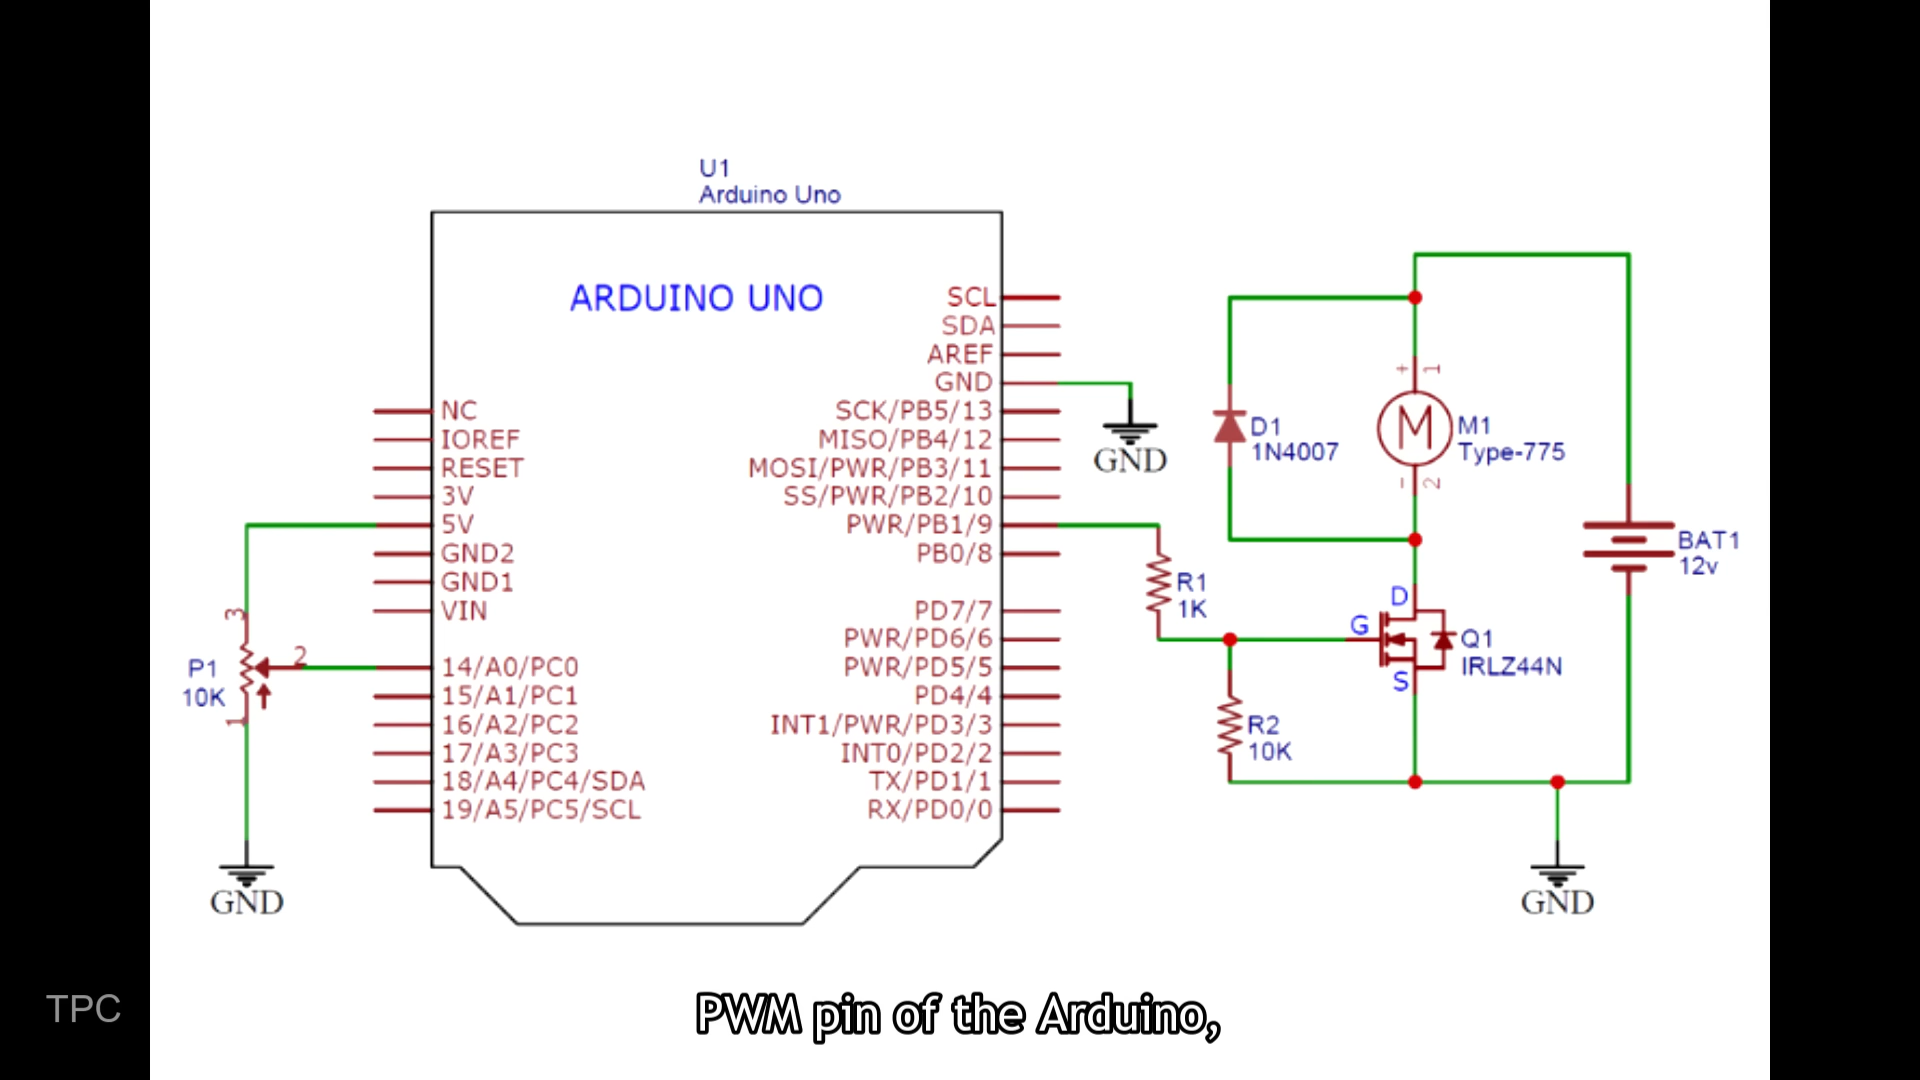 U1
Arduino Uno
ARDUINO UNO
SCL
SDA
AREF
GND
SCK/PB5/13
MISO/PB4/12
MOSI/PWR/PB3/11
SS/PWR/PB2/10
PWR/PB1/9
PB0/8
PD7/7
PWR/PD6/6
PWR/PD5/5
PD4/4
INT1/PWR/PD3/3
INT0/PD2/2
TX/PD1/1
RX/PD0/0
NC
IOREF
RESET
3V
5V
GND2
GND1
VIN
14/A0/PC0
15/A1/PC1
16/A2/PC2
17/A3/PC3
18/A4/PC4/SDA
19/A5/PC5/SCL
3
2
1
P1
10K
GND
GND
R1
1K
R2
10K
D1
1N4007
+ 1
M
- 2
M1
Type-775
D
G
S
Q1
IRLZ44N
BAT1
12v
GND
TPC
PWM pin of the Arduino,